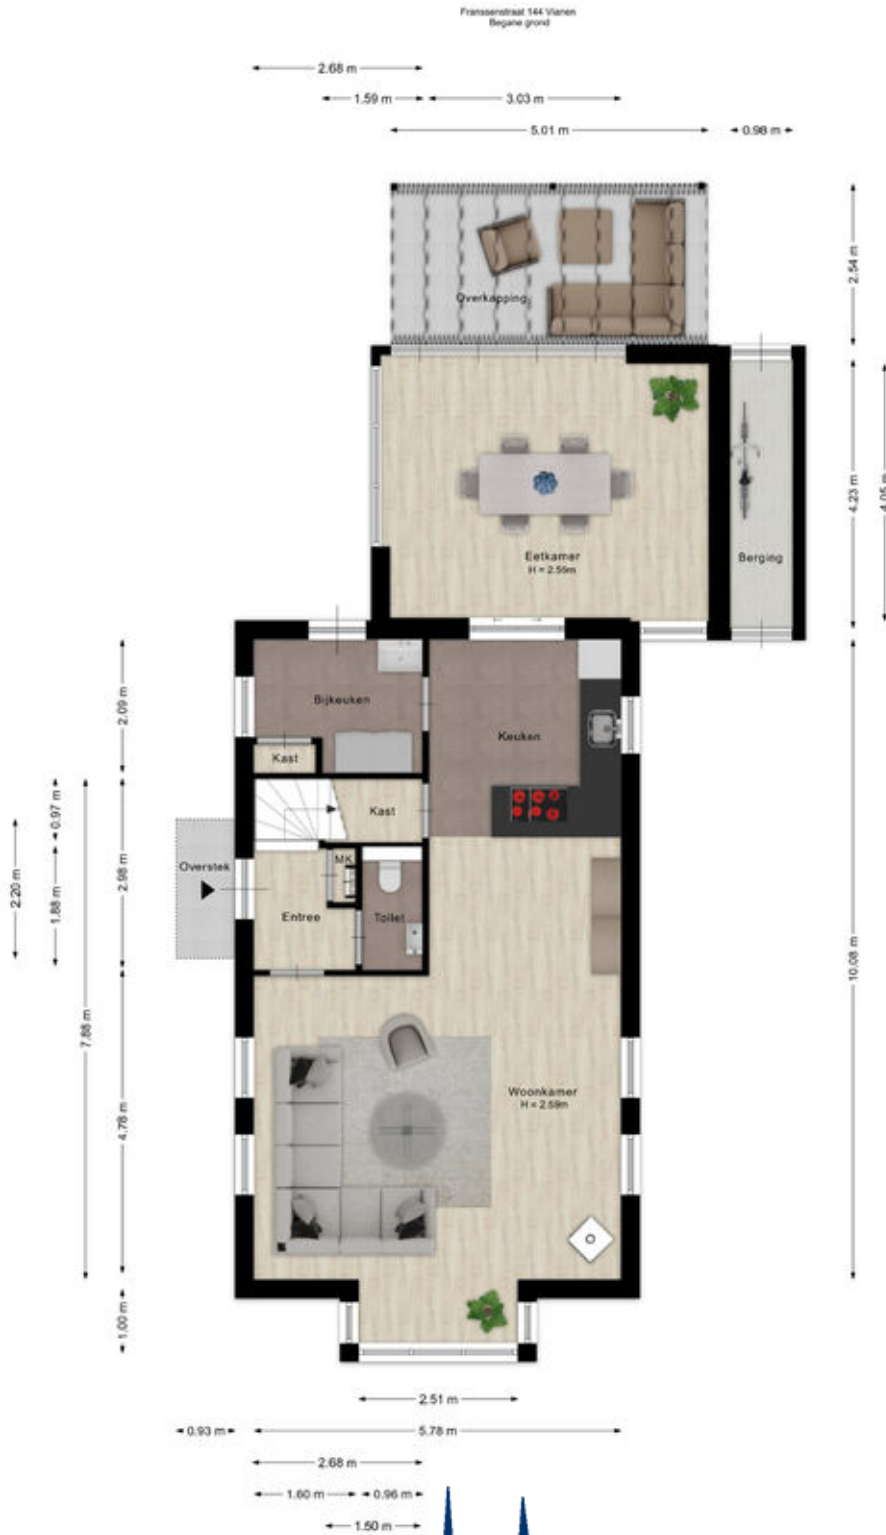 Franssenstraat 144 Vianen
Begane grond
2.68 m
1.59 m
3.03 m
5.01 m
0.98 m
2.54 m
Overkapping
4.23 m
4.05 m
Eetkamer
H = 2.59m
Berging
2.09 m
Bijkeuken
Keuken
Kast
0.97 m
Kast
2.98 m
MK
Overstek
2.20 m
1.88 m
Entree
Toilet
10.08 m
7.88 m
4.78 m
Woonkamer
H = 2.59m
1.00 m
2.51 m
0.93 m
5.78 m
2.68 m
1.60 m
0.96 m
1.50 m